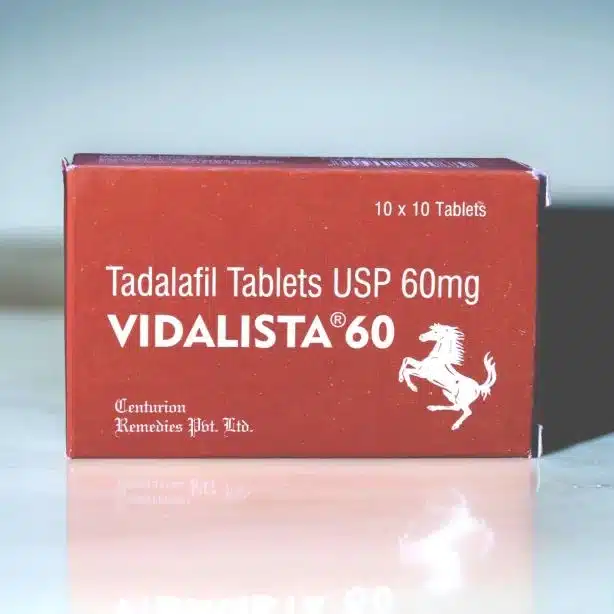 10 x 10 Tablets
Tadalafil Tablets USP 60mg
VIDALISTA® 60
Centurion
Remedies Pvt. Ltd.